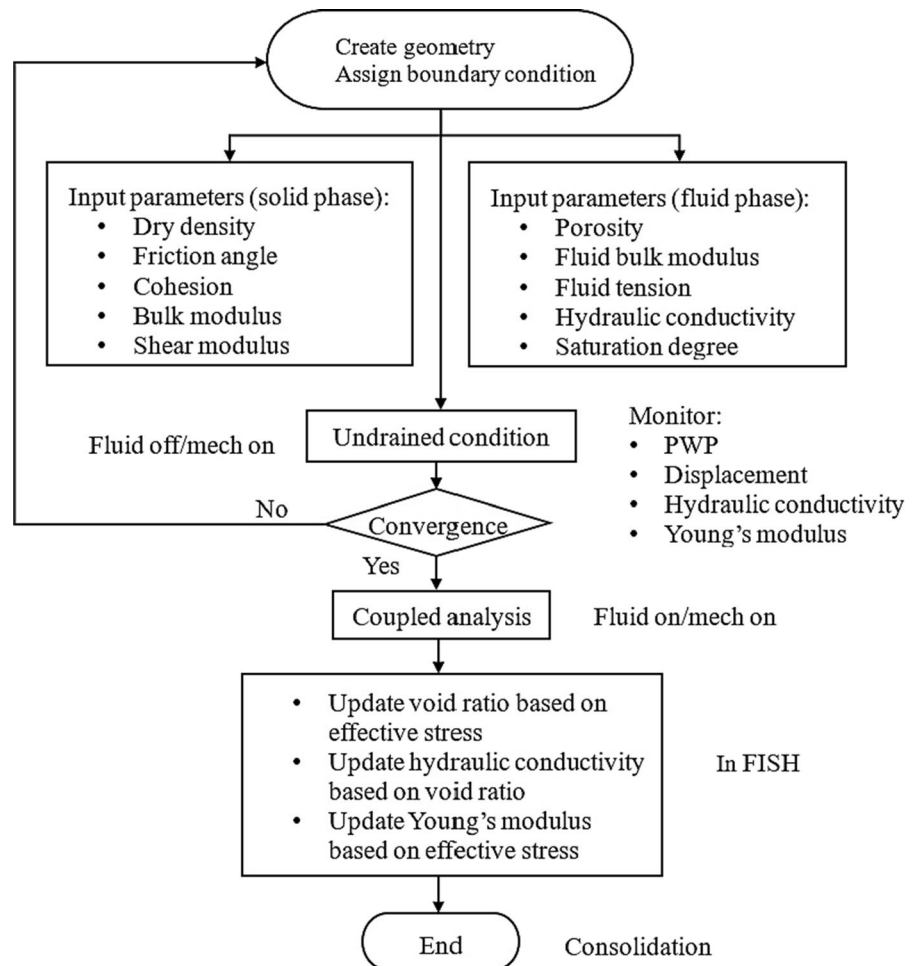 Create geometry
Assign boundary condition
Input parameters (solid phase):
• Dry density
• Friction angle
• Cohesion
• Bulk modulus
• Shear modulus
Input parameters (fluid phase):
• Porosity
• Fluid bulk modulus
• Fluid tension
• Hydraulic conductivity
• Saturation degree
Fluid off/mech on
Undrained condition
Monitor:
• PWP
• Displacement
• Hydraulic conductivity
• Young's modulus
No
Convergence
Yes
Coupled analysis
Fluid on/mech on
• Update void ratio based on
effective stress
• Update hydraulic conductivity
based on void ratio
• Update Young's modulus
based on effective stress
In FISH
End
Consolidation